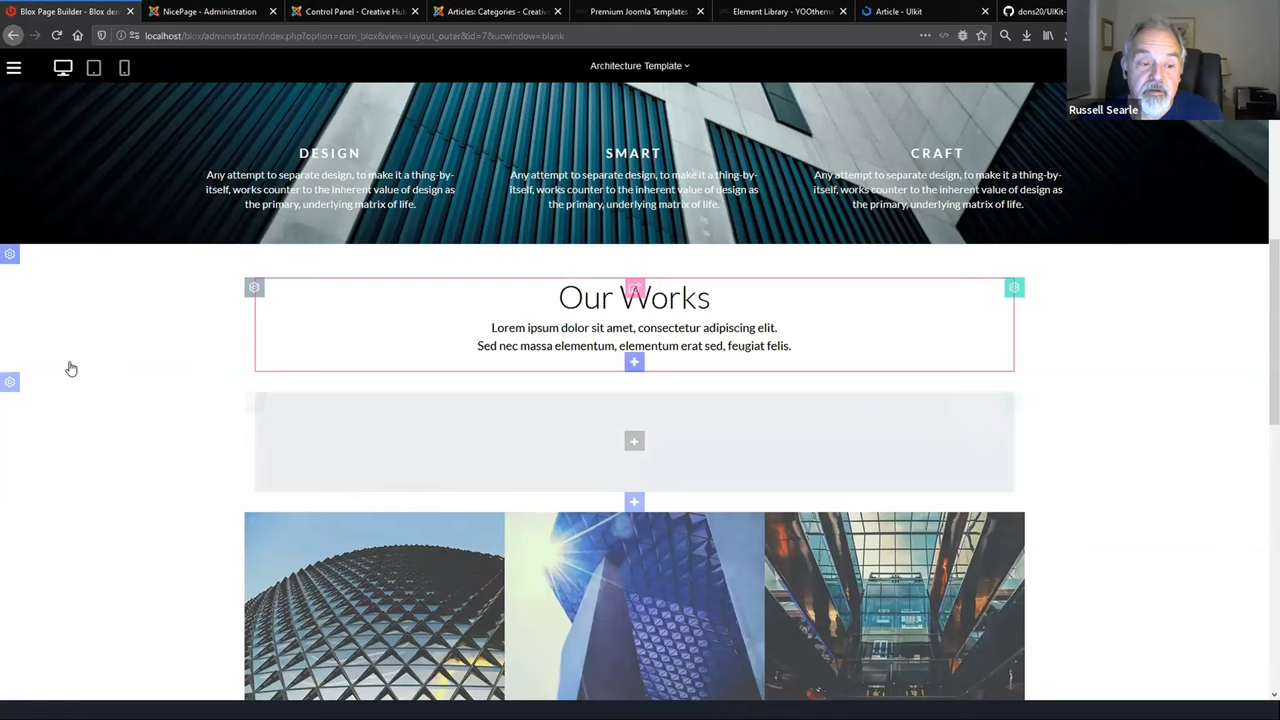 Blox Page Builder - Blox der
NicePage - Administration
Control Panel - Creative Hub
Articles: Categories - Creativ
Premium Joomla Templates
Element Library - YOOthem
Article - UIkit
dons20/UIKit-
localhost/blox/administrator/index.php?option=com_blox&view=layout_outer&id=7&ucwindow=blank
Architecture Template
Russell Searle
DESIGN
Any attempt to separate design, to make it a thing-by-
itself, works counter to the inherent value of design as
the primary, underlying matrix of life.
SMART
Any attempt to separate design, to make it a thing-by-
itself, works counter to the inherent value of design as
the primary, underlying matrix of life.
CRAFT
Any attempt to separate design, to make it a thing-by-
itself, works counter to the inherent value of design as
the primary, underlying matrix of life.
Our Works
Lorem ipsum dolor sit amet, consectetur adipiscing elit.
Sed nec massa elementum, elementum erat sed, feugiat felis.